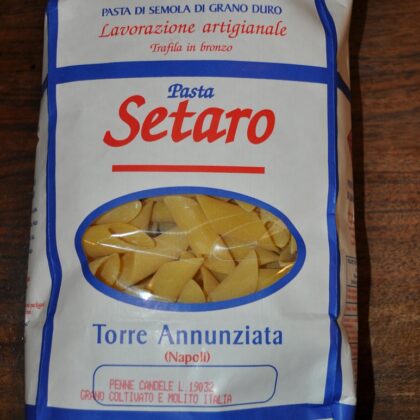 PASTA DI SEMOLA DI GRANO DURO
Lavorazione artigianale
Trafila in bronzo
Pasta
Setaro
Torre Annunziata
(Napoli)
PENNE CANDELE L.19032
GRANO COLTIVATO E MOLITO ITALIA